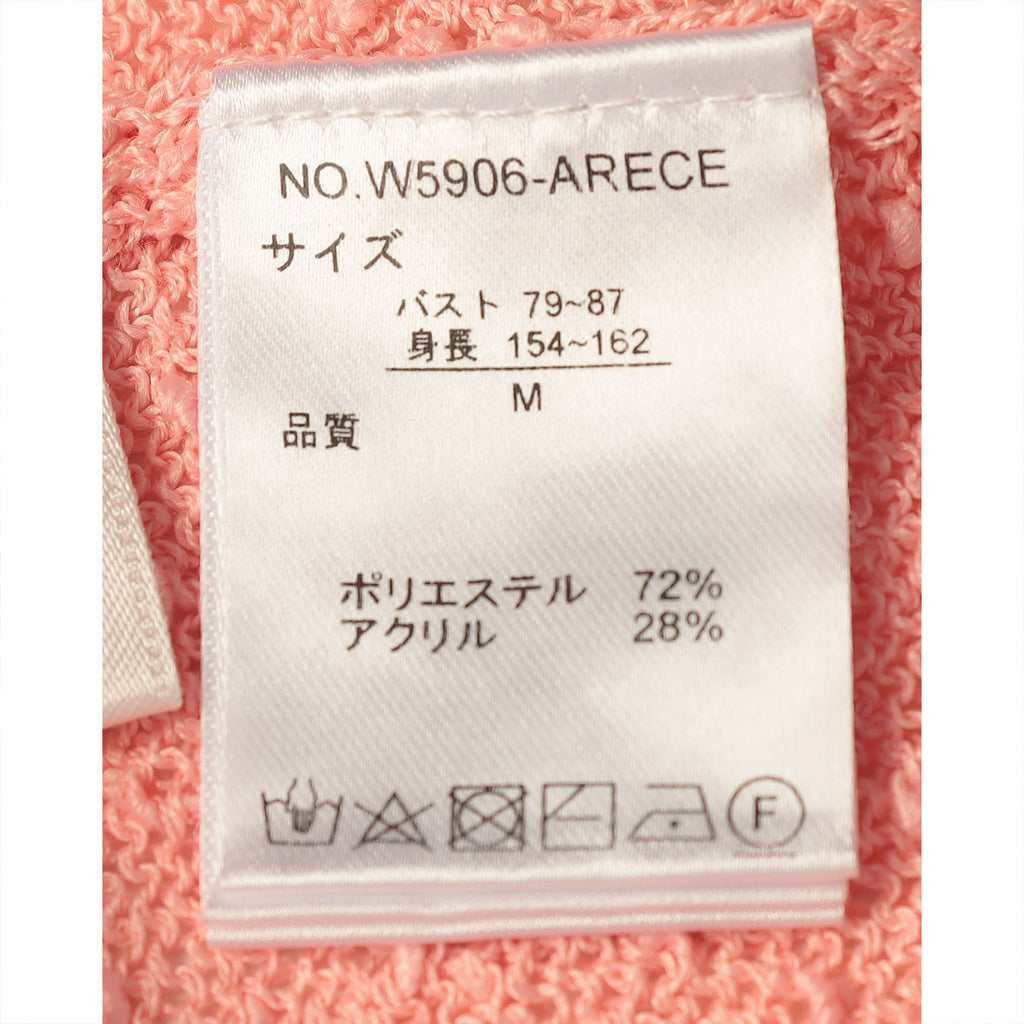 NO.W5906-ARECE
サイズ
バスト 79~87
身長 154~162
M
品質
ポリエステル 72%
アクリル 28%
F